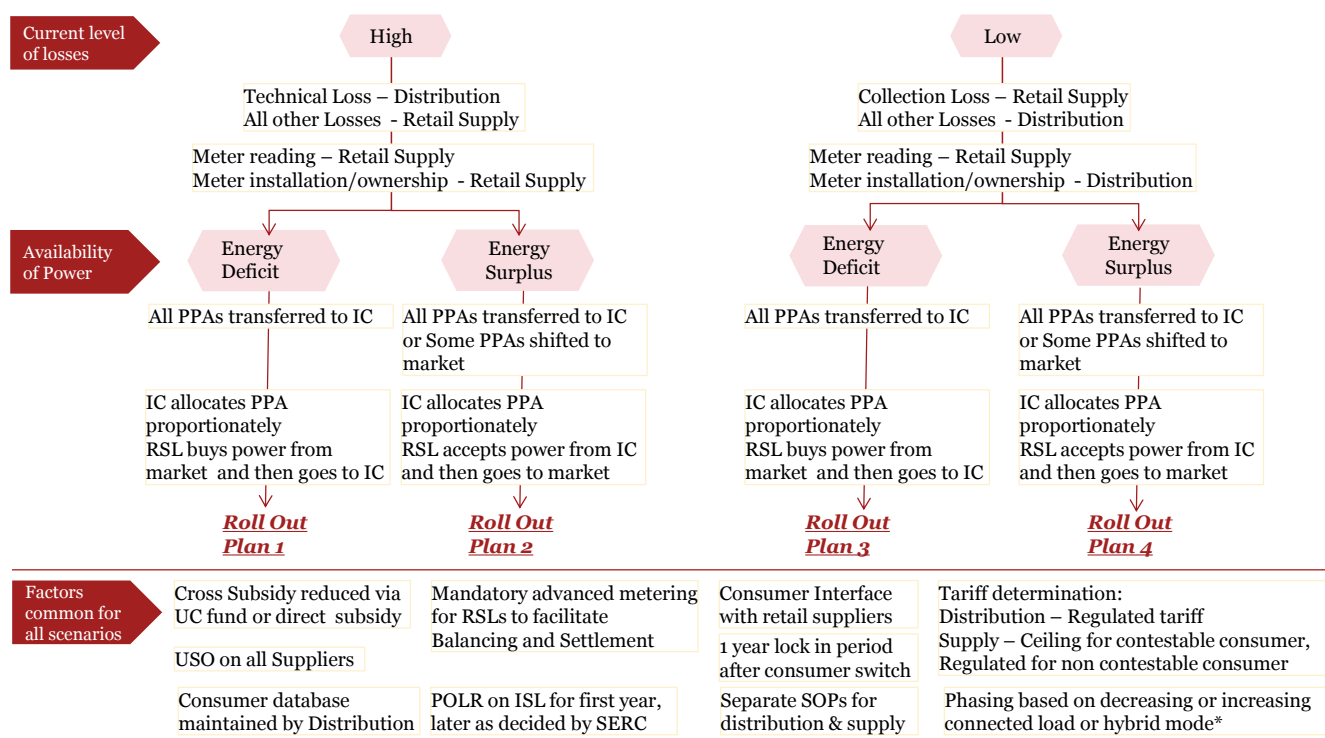 Current level
of losses
High
Low
Technical Loss – Distribution
All other Losses - Retail Supply
Collection Loss – Retail Supply
All other Losses - Distribution
Meter reading – Retail Supply
Meter installation/ownership - Retail Supply
Meter reading – Retail Supply
Meter installation/ownership - Distribution
Availability
of Power
Energy
Deficit
Energy
Surplus
Energy
Deficit
Energy
Surplus
All PPAs transferred to IC
All PPAs transferred to IC
or Some PPAs shifted to
market
All PPAs transferred to IC
All PPAs transferred to IC
or Some PPAs shifted to
market
IC allocates PPA
proportionately
RSL buys power from
market and then goes to IC
IC allocates PPA
proportionately
RSL accepts power from IC
and then goes to market
IC allocates PPA
proportionately
RSL buys power from
market and then goes to IC
IC allocates PPA
proportionately
RSL accepts power from IC
and then goes to market
Roll Out
Plan 1
Roll Out
Plan 2
Roll Out
Plan 3
Roll Out
Plan 4
Factors
common for
all scenarios
Cross Subsidy reduced via
UC fund or direct subsidy
USO on all Suppliers
Consumer database
maintained by Distribution
Mandatory advanced metering
for RSLs to facilitate
Balancing and Settlement
POLR on ISL for first year,
later as decided by SERC
Consumer Interface
with retail suppliers
1 year lock in period
after consumer switch
Separate SOPs for
distribution & supply
Tariff determination:
Distribution – Regulated tariff
Supply – Ceiling for contestable consumer,
Regulated for non contestable consumer
Phasing based on decreasing or increasing
connected load or hybrid mode*